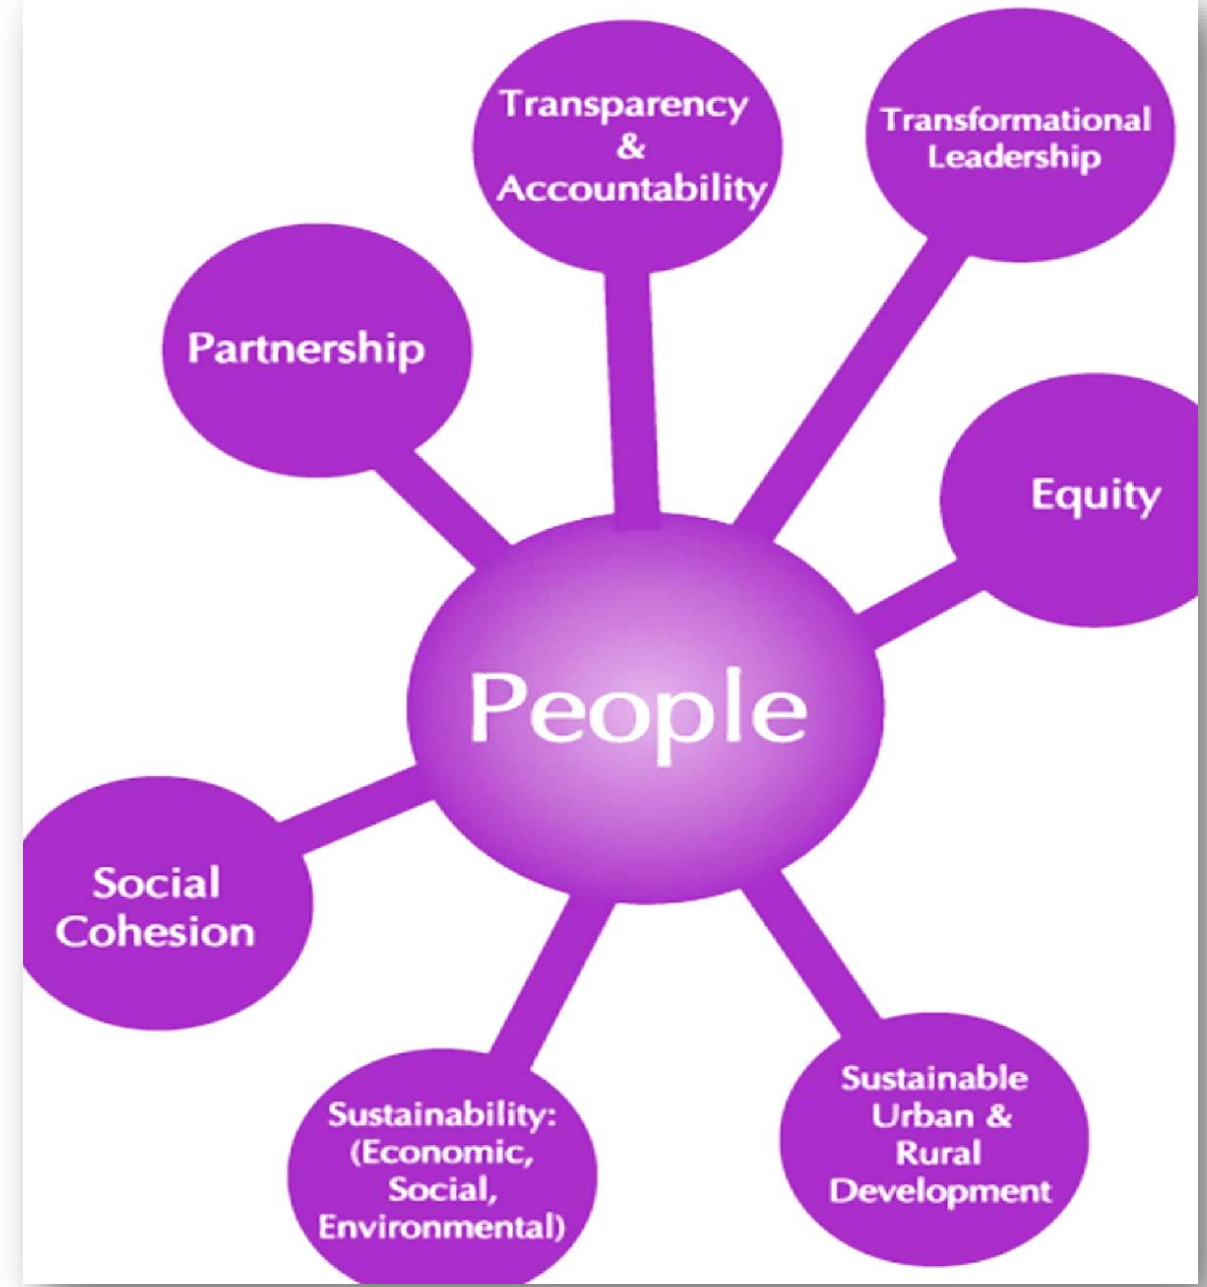 Transparency
&
Accountability
Transformational
Leadership
Partnership
Equity
People
Social
Cohesion
Sustainability:
(Economic,
Social,
Environmental)
Sustainable
Urban &
Rural
Development